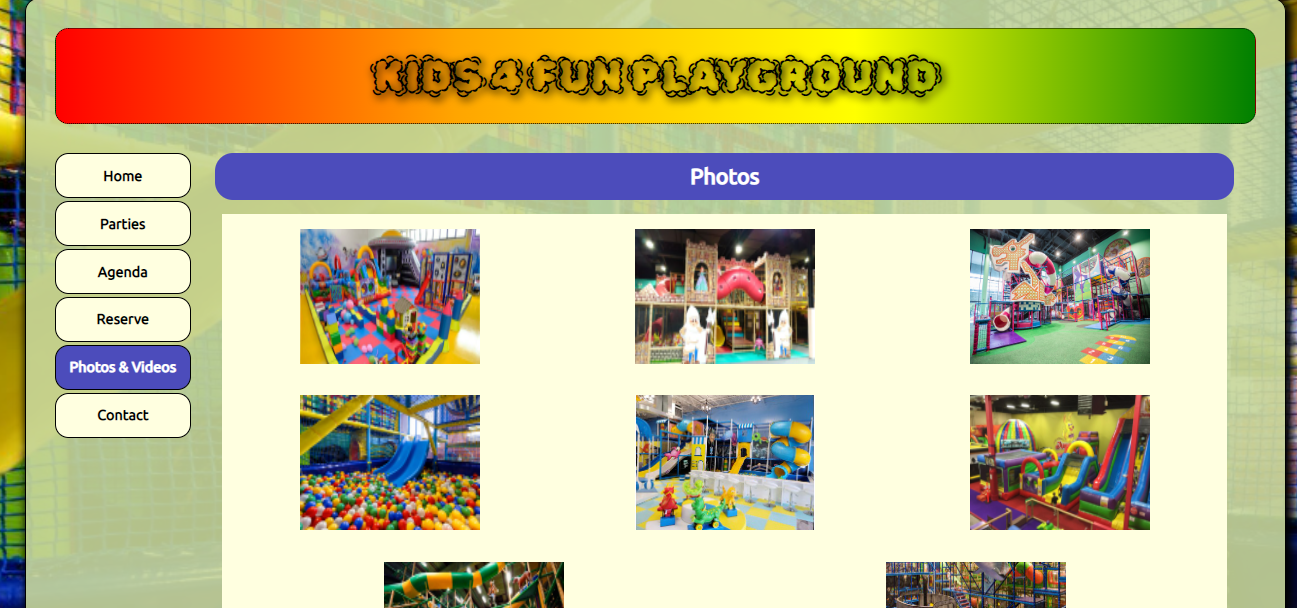 KIDS 4 FUN PLAYGROUND
Home
Parties
Agenda
Reserve
Photos & Videos
Contact
Photos